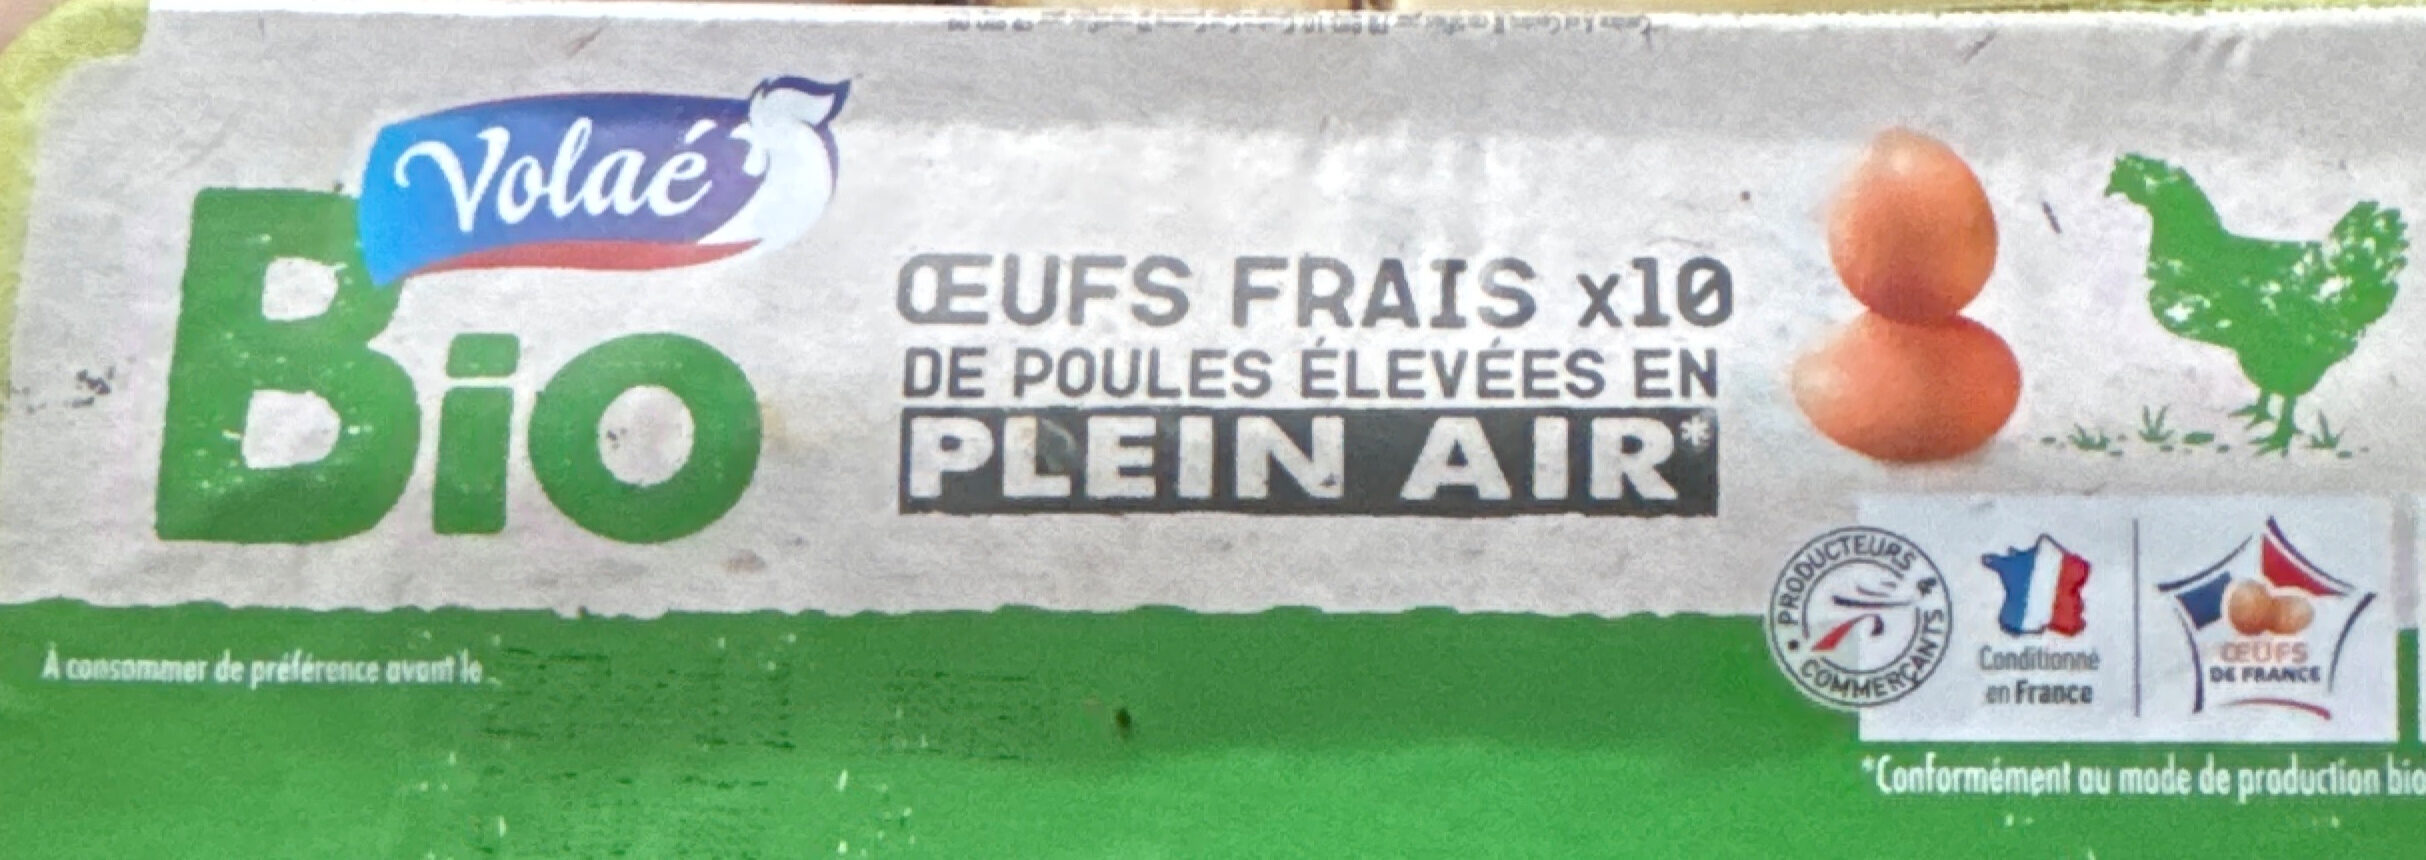 Volaé
Bio
ŒUFS FRAIS x10
DE POULES ÉLEVÉES EN
PLEIN AIR*
PRODUCTEURS & COMMERÇANTS
Conditionné
en France
ŒUFS
DE FRANCE
À consommer de préférence avant le
*Conformément au mode de production bio